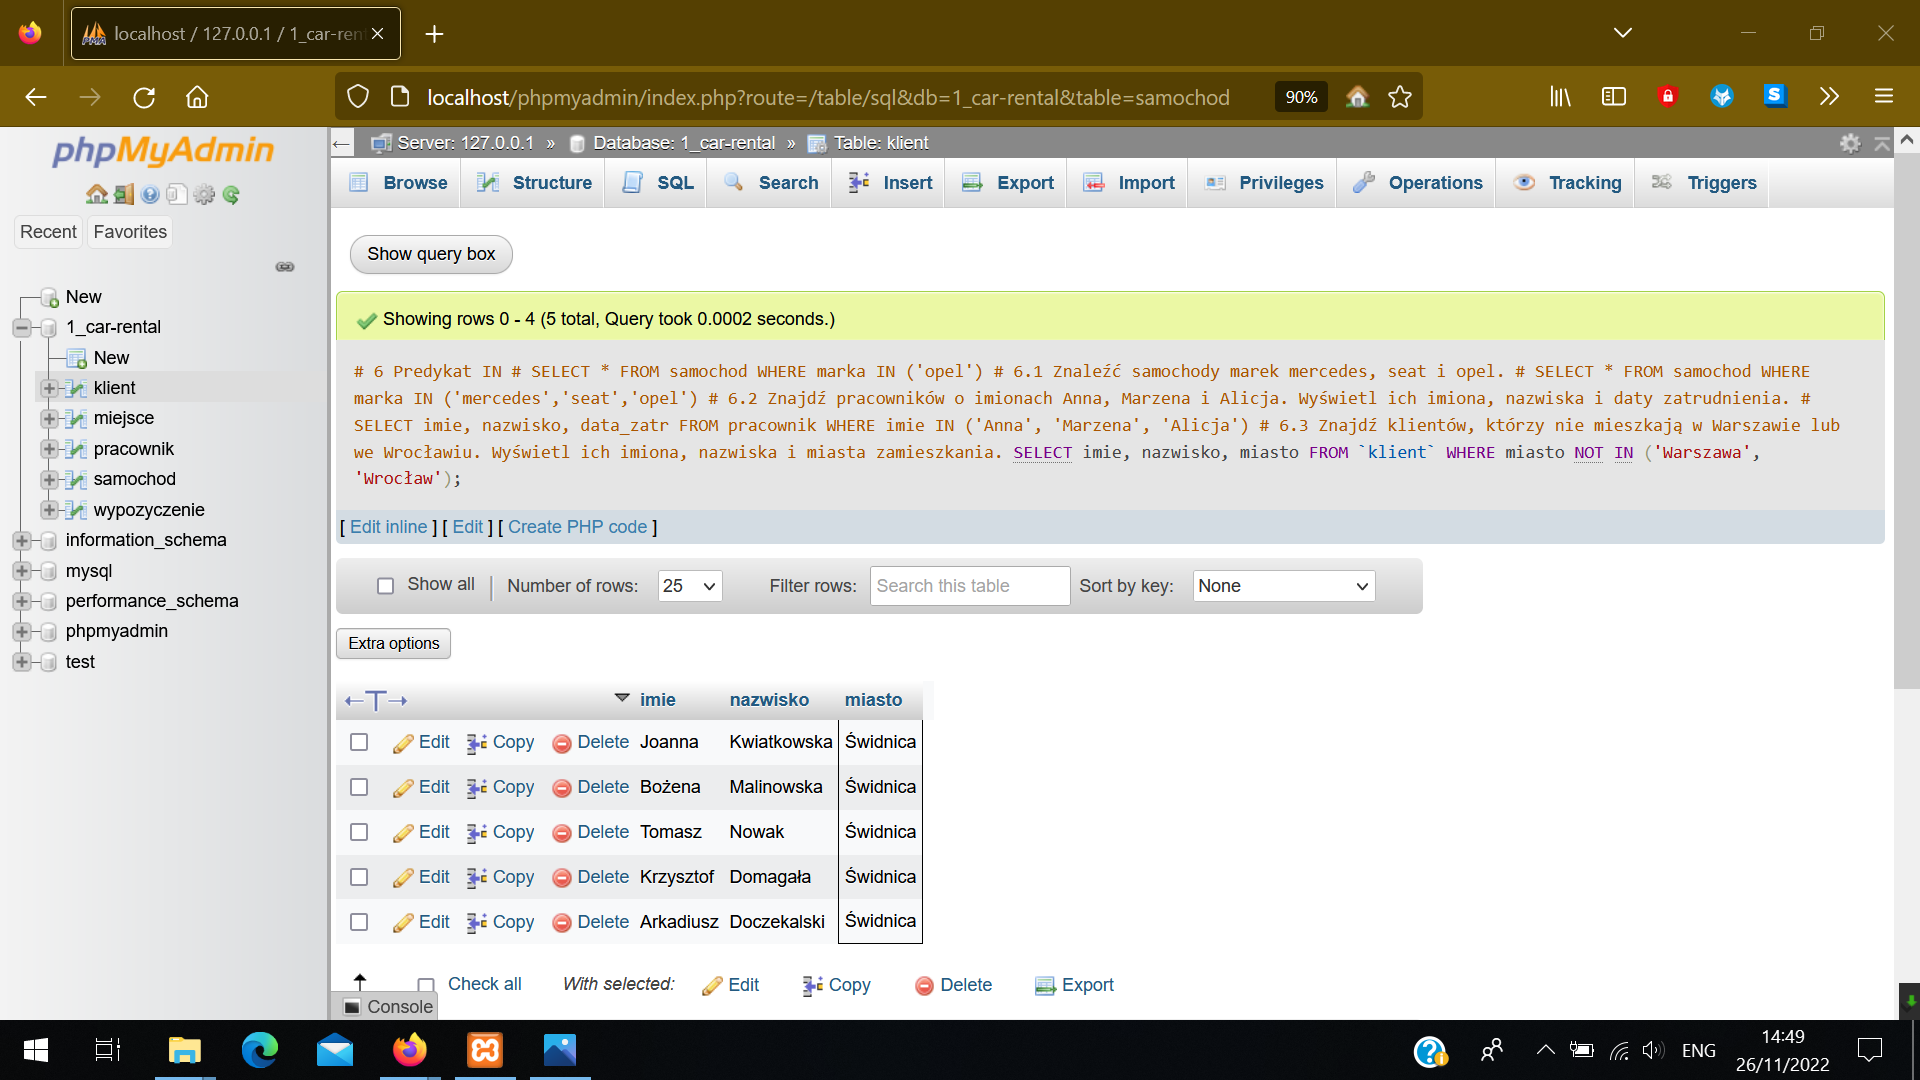 localhost / 127.0.0.1 / 1_car-ren
localhost/phpmyadmin/index.php?route=/table/sql&db=1_car-rental&table=samochod
90%
phpMyAdmin
Recent
Favorites
New
1_car-rental
New
klient
miejsce
pracownik
samochod
wypozyczenie
information_schema
mysql
performance_schema
phpmyadmin
test
Server: 127.0.0.1 » Database: 1_car-rental » Table: klient
Browse Structure SQL Search Insert Export Import Privileges Operations Tracking Triggers
Show query box
Showing rows 0 - 4 (5 total, Query took 0.0002 seconds.)
# 6 Predykat IN # SELECT * FROM samochod WHERE marka IN ('opel') # 6.1 Znaleźć samochody marek mercedes, seat i opel. # SELECT * FROM samochod WHERE
marka IN ('mercedes','seat','opel') # 6.2 Znajdź pracowników o imionach Anna, Marzena i Alicja. Wyświetl ich imiona, nazwiska i daty zatrudnienia. #
SELECT imie, nazwisko, data_zatr FROM pracownik WHERE imie IN ('Anna', 'Marzena', 'Alicja') # 6.3 Znajdź klientów, którzy nie mieszkają w Warszawie lub
we Wrocławiu. Wyświetl ich imiona, nazwiska i miasta zamieszkania. SELECT imie, nazwisko, miasto FROM `klient` WHERE miasto NOT IN ('Warszawa',
'Wrocław');
[ Edit inline ] [ Edit ] [ Create PHP code ]
Show all | Number of rows: 25 Filter rows: Search this table Sort by key: None
Extra options
imie nazwisko miasto
Edit Copy Delete Joanna Kwiatkowska Świdnica
Edit Copy Delete Bożena Malinowska Świdnica
Edit Copy Delete Tomasz Nowak Świdnica
Edit Copy Delete Krzysztof Domagała Świdnica
Edit Copy Delete Arkadiusz Doczekalski Świdnica
Check all With selected: Edit Copy Delete Export
Console
ENG
14:49
26/11/2022